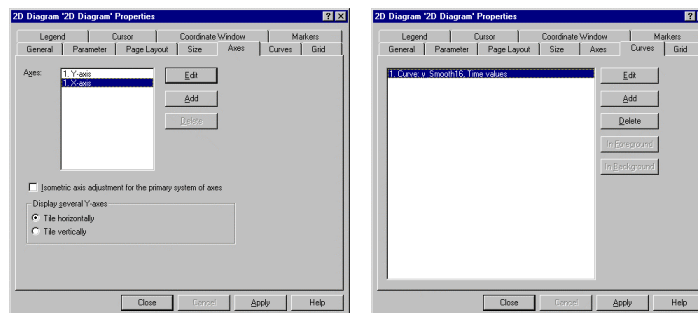 2D Diagram '2D Diagram' Properties
Legend Cursor Coordinate Window Markers
General Parameter Page Layout Size Axes Curves Grid
Axes:
1. Y-axis
1. X-axis
Edit
Add
Delete
Isometric axis adjustment for the primary system of axes
Display several Y-axes
Tile horizontally
Tile vertically
Close Cancel Apply Help
2D Diagram '2D Diagram' Properties
Legend Cursor Coordinate Window Markers
General Parameter Page Layout Size Axes Curves Grid
1. Curve: y Smooth16, Time values
Edit
Add
Delete
In Foreground
In Background
Close Cancel Apply Help